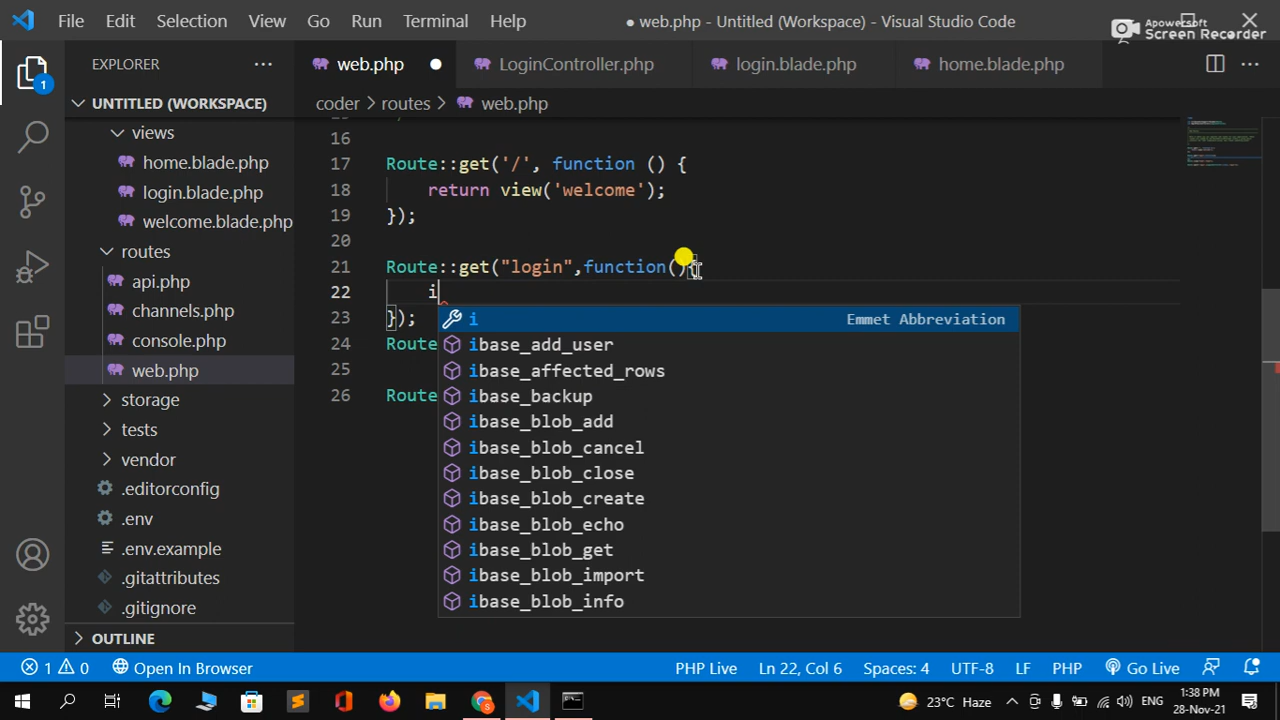 File Edit Selection View Go Run Terminal Help
● web.php - Untitled (Workspace) - Visual Studio Code
Apowersoft
Screen Recorder
EXPLORER
web.php
LoginController.php
login.blade.php
home.blade.php
UNTITLED (WORKSPACE)
coder > routes > web.php
views
home.blade.php
login.blade.php
welcome.blade.php
routes
api.php
channels.php
console.php
web.php
storage
tests
vendor
.editorconfig
.env
.env.example
.gitattributes
.gitignore
OUTLINE
1
16
17 Route::get('/', function () {
18 return view('welcome');
19 });
20
21 Route::get("login",function(){
22 i
23 });
24 Route
25
26 Route
i Emmet Abbreviation
ibase_add_user
ibase_affected_rows
ibase_backup
ibase_blob_add
ibase_blob_cancel
ibase_blob_close
ibase_blob_create
ibase_blob_echo
ibase_blob_get
ibase_blob_import
ibase_blob_info
1 0 Open In Browser PHP Live Ln 22, Col 6 Spaces: 4 UTF-8 LF PHP Go Live
23°C Haze ENG 1:38 PM
28-Nov-21